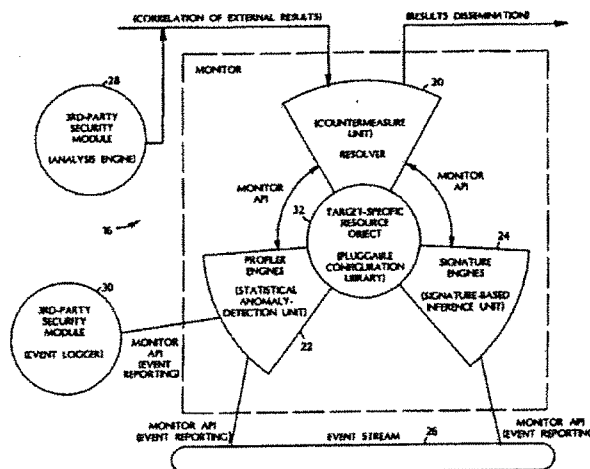 (CORRELATION OF EXTERNAL RESULTS)
(RESULTS DISSEMINATION)
MONITOR
28
20
3RD-PARTY
SECURITY
MODULE
(ANALYSIS ENGINE)
(COUNTERMEASURE
UNIT)
RESOLVER
MONITOR
API
MONITOR
API
16
32
TARGET-SPECIFIC
RESOURCE
OBJECT
(PLUGGABLE
CONFIGURATION
LIBRARY)
24
PROFILER
ENGINES
(STATISTICAL
ANOMALY-
DETECTION UNIT)
SIGNATURE
ENGINES
(SIGNATURE-BASED
INFERENCE UNIT)
30
3RD-PARTY
SECURITY
MODULE
(EVENT LOGGER)
22
MONITOR
API
(EVENT
REPORTING)
MONITOR API
(EVENT REPORTING)
MONITOR API
(EVENT REPORTING)
EVENT STREAM
26